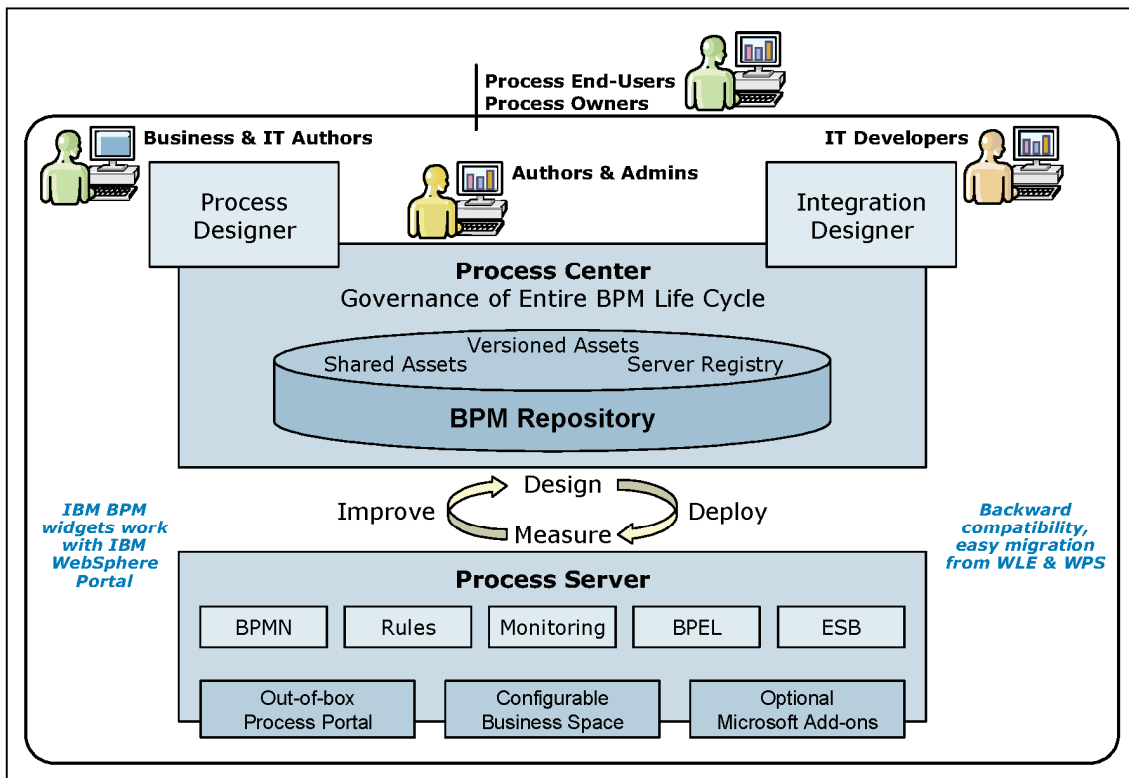 Process End-Users
Process Owners
Business & IT Authors
IT Developers
Authors & Admins
Process
Designer
Integration
Designer
Process Center
Governance of Entire BPM Life Cycle
Versioned Assets
Shared Assets
Server Registry
BPM Repository
Design
Improve
Deploy
Measure
IBM BPM
widgets work
with IBM
WebSphere
Portal
Backward
compatibility,
easy migration
from WLE & WPS
Process Server
BPMN
Rules
Monitoring
BPEL
ESB
Out-of-box
Process Portal
Configurable
Business Space
Optional
Microsoft Add-ons